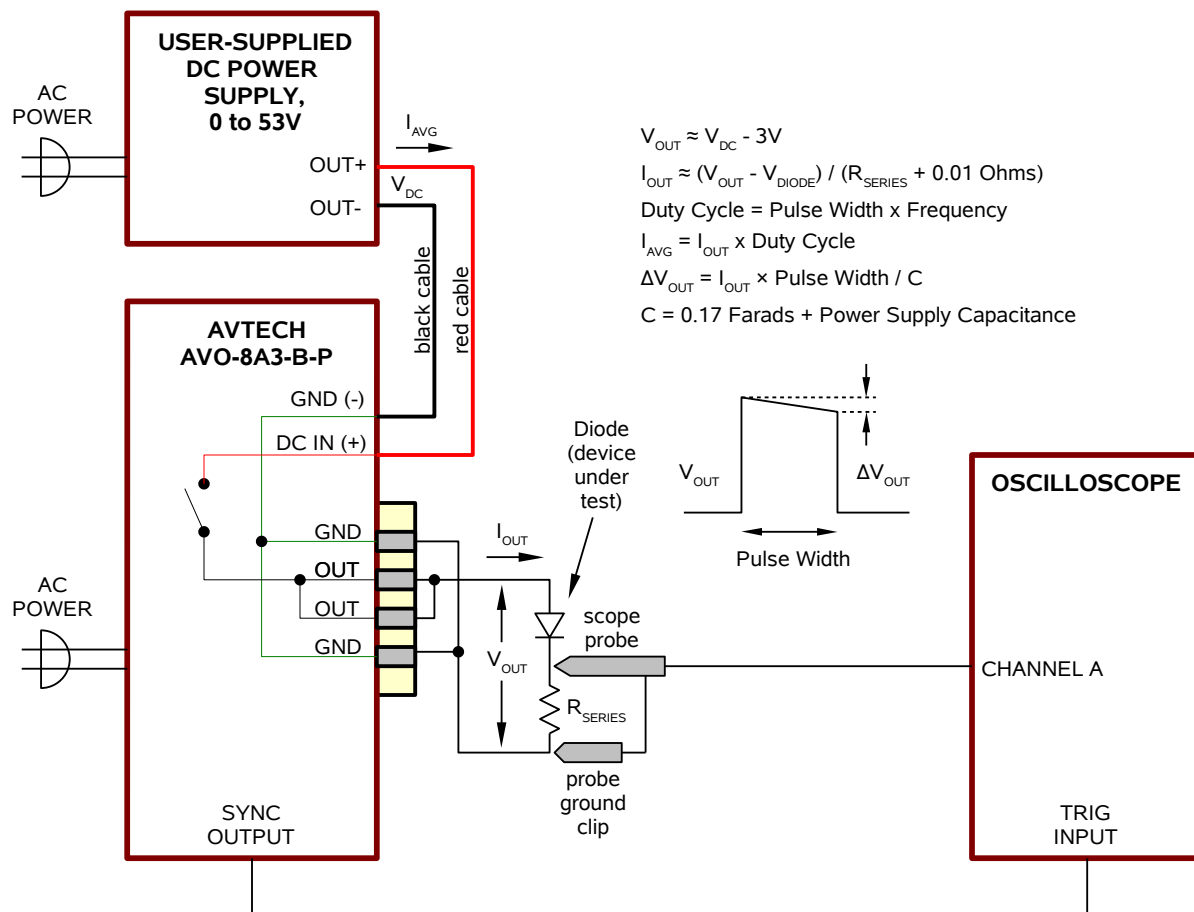 USER-SUPPLIED
DC POWER
SUPPLY,
0 to 53V
AC
POWER
I_AVG
OUT+
V_DC
OUT-
black cable
red cable
V_OUT ≈ V_DC - 3V
I_OUT ≈ (V_OUT - V_DIODE) / (R_SERIES + 0.01 Ohms)
Duty Cycle = Pulse Width x Frequency
I_AVG = I_OUT x Duty Cycle
ΔV_OUT = I_OUT × Pulse Width / C
C = 0.17 Farads + Power Supply Capacitance
AVTECH
AVO-8A3-B-P
GND (-)
DC IN (+)
GND
OUT
OUT
GND
AC
POWER
SYNC
OUTPUT
I_OUT
V_OUT
Diode
(device
under
test)
scope
probe
R_SERIES
probe
ground
clip
V_OUT
ΔV_OUT
Pulse Width
OSCILLOSCOPE
CHANNEL A
TRIG
INPUT